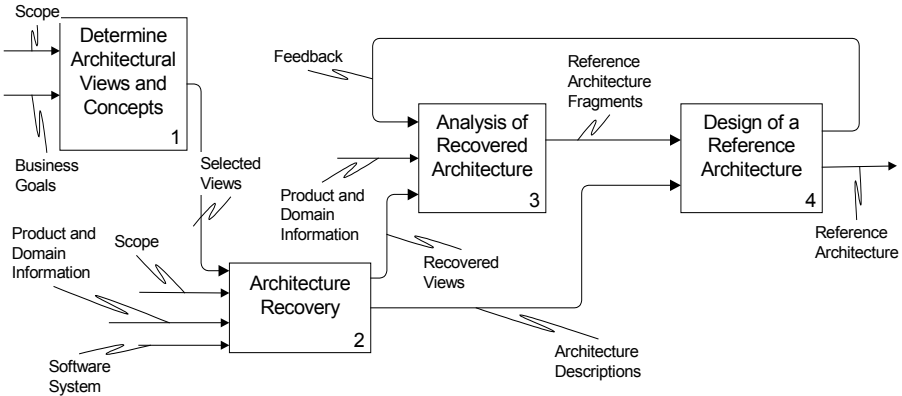 Scope
Determine
Architectural
Views and
Concepts
1
Business
Goals
Selected
Views
Product and
Domain
Information
Scope
Software
System
Architecture
Recovery
2
Feedback
Product and
Domain
Information
Analysis of
Recovered
Architecture
3
Recovered
Views
Architecture
Descriptions
Reference
Architecture
Fragments
Design of a
Reference
Architecture
4
Reference
Architecture